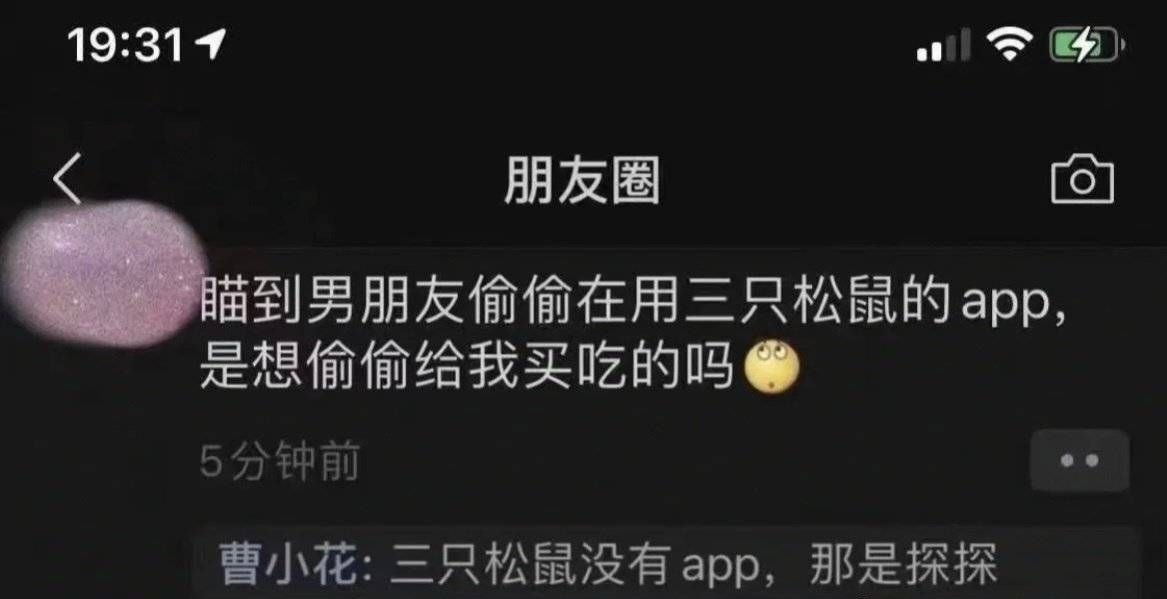 19:31
朋友圈
瞄到男朋友偷偷在用三只松鼠的app,
是想偷偷给我买吃的吗🙄
5分钟前
曹小花: 三只松鼠没有app，那是探探